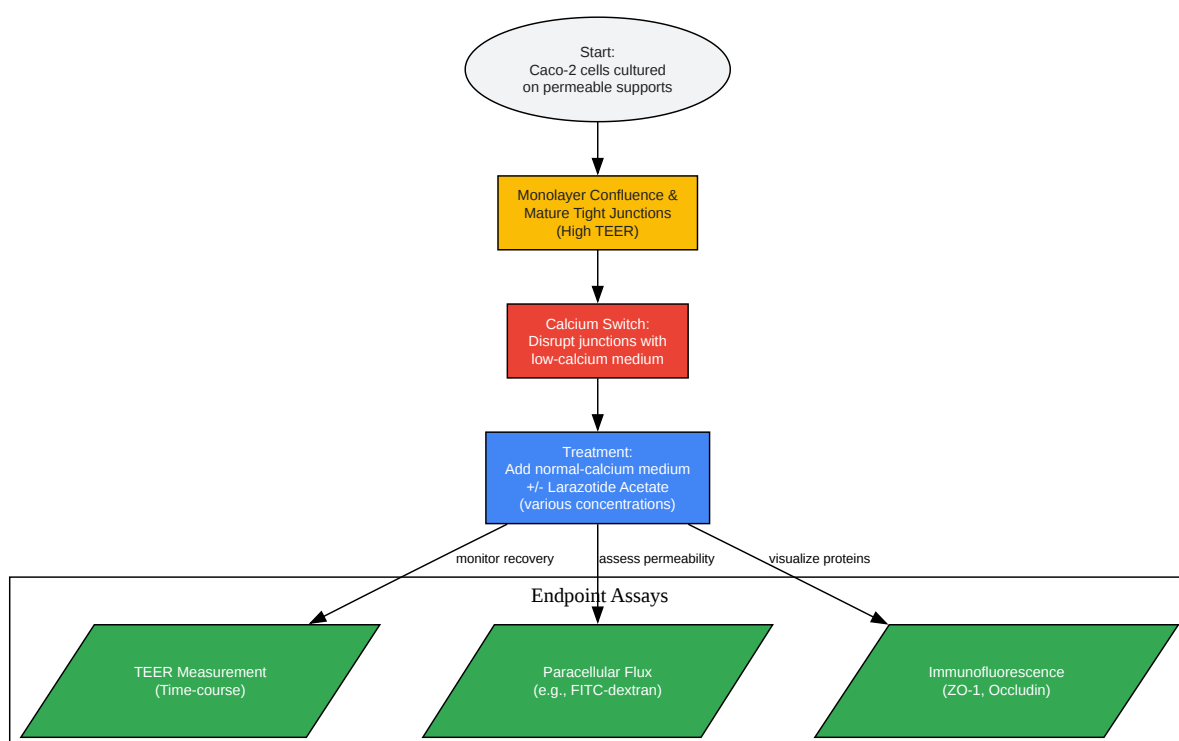 Start:
Caco-2 cells cultured
on permeable supports
Monolayer Confluence &
Mature Tight Junctions
(High TEER)
Calcium Switch:
Disrupt junctions with
low-calcium medium
Treatment:
Add normal-calcium medium
+/- Larazotide Acetate
(various concentrations)
monitor recovery
assess permeability
visualize proteins
Endpoint Assays
TEER Measurement
(Time-course)
Paracellular Flux
(e.g., FITC-dextran)
Immunofluorescence
(ZO-1, Occludin)